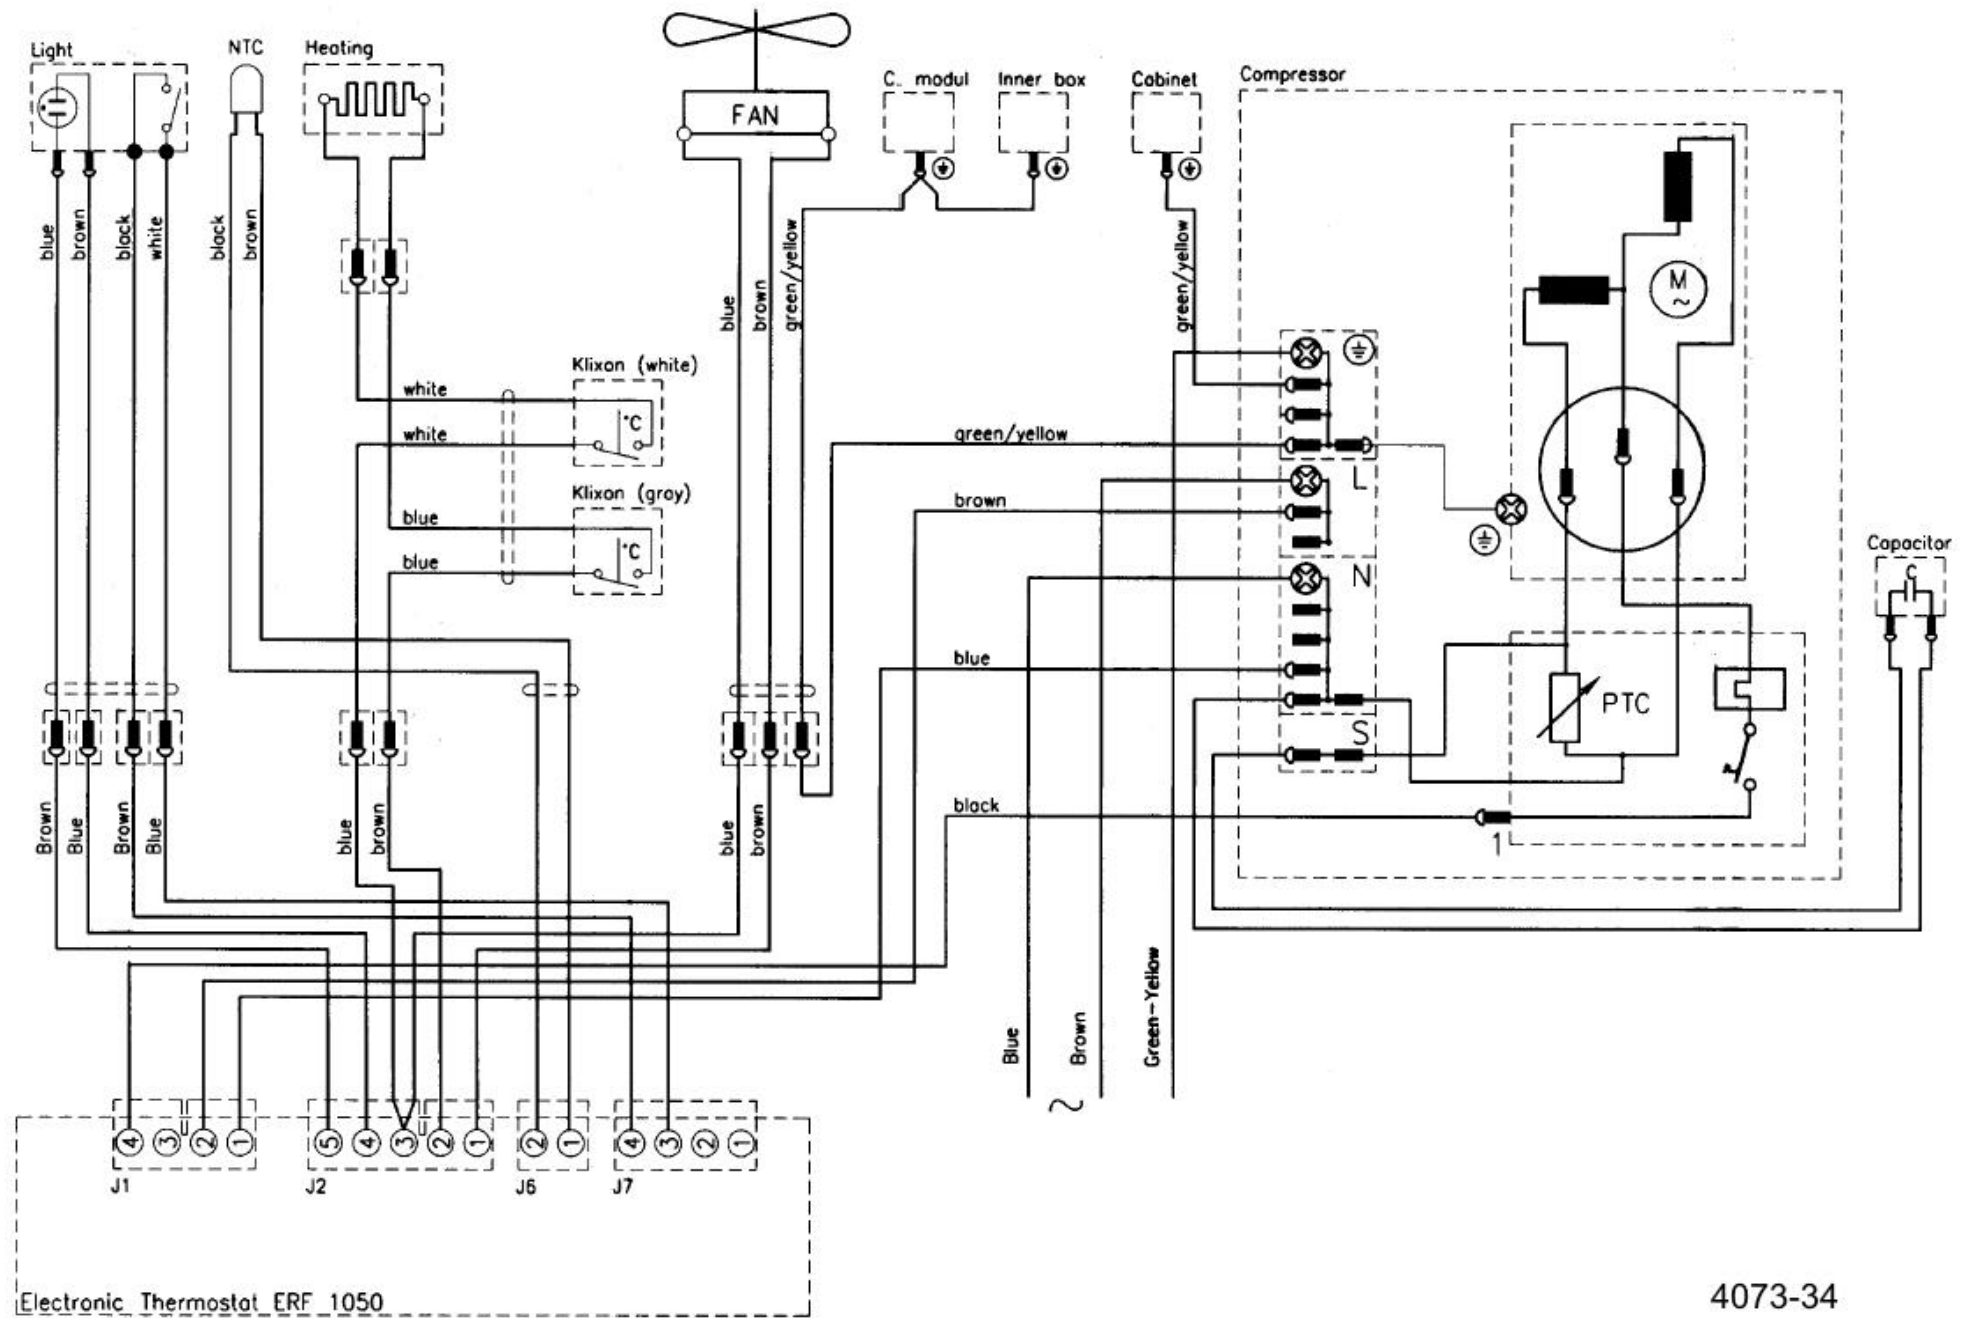 Light
NTC
Heating
FAN
C. modul
Inner box
Cabinet
Compressor
M
~
blue
brown
black
white
black
brown
blue
brown
green/yellow
green/yellow
Klixon (white)
°C
white
white
Klixon (gray)
°C
blue
blue
green/yellow
L
brown
N
blue
S
black
1
PTC
Capacitor
C
Brown
Blue
Brown
Blue
blue
brown
blue
brown
Blue
Brown
Green-Yellow
~
4 3 2 1
5 4 3 2 1
2 1
4 3 2 1
J1
J2
J6
J7
Electronic Thermostat ERF 1050
4073-34